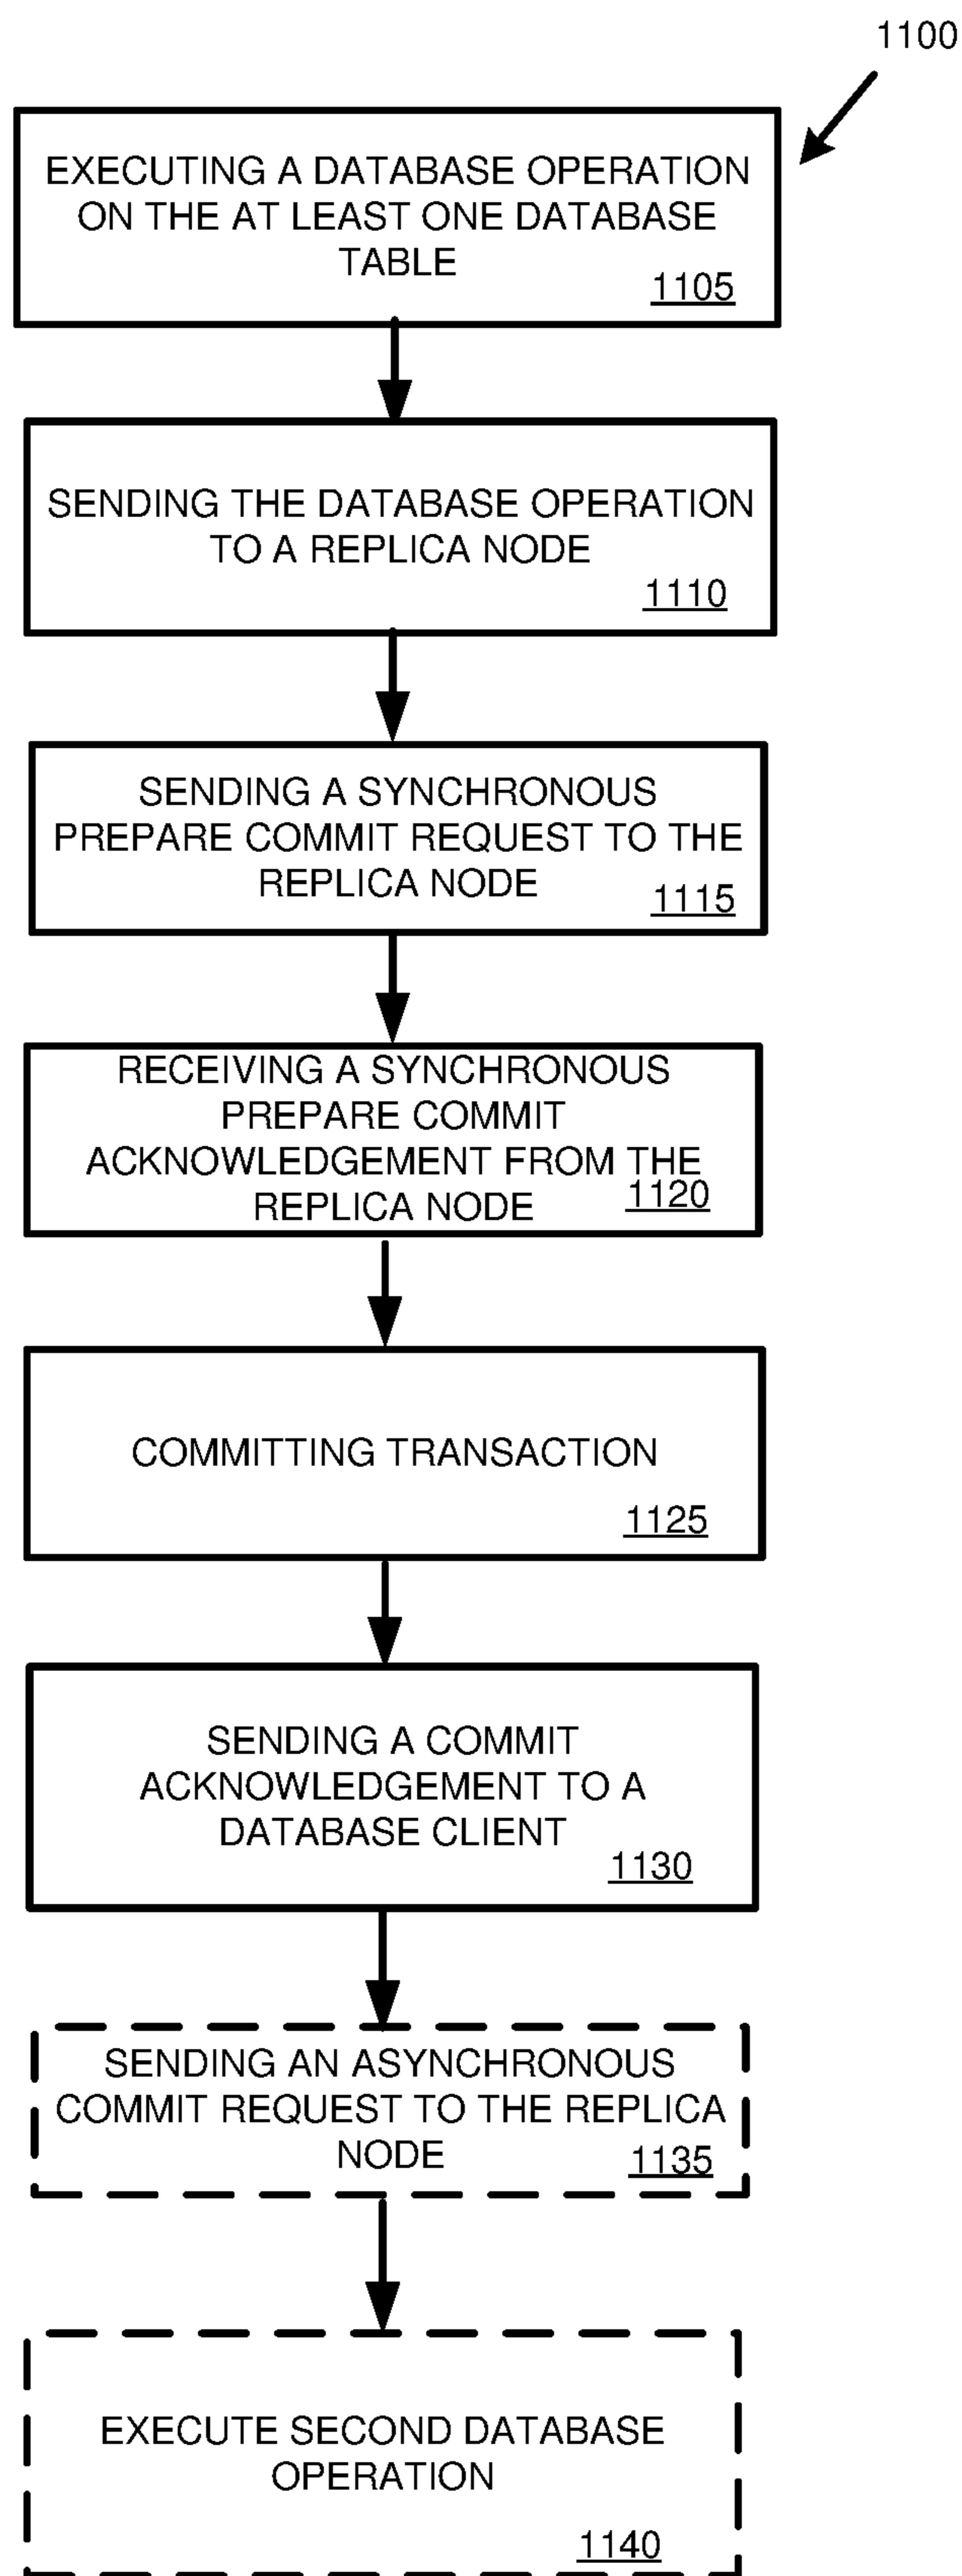 1100
EXECUTING A DATABASE OPERATION
ON THE AT LEAST ONE DATABASE
TABLE
1105
SENDING THE DATABASE OPERATION
TO A REPLICA NODE
1110
SENDING A SYNCHRONOUS
PREPARE COMMIT REQUEST TO THE
REPLICA NODE
1115
RECEIVING A SYNCHRONOUS
PREPARE COMMIT
ACKNOWLEDGEMENT FROM THE
REPLICA NODE
1120
COMMITTING TRANSACTION
1125
SENDING A COMMIT
ACKNOWLEDGEMENT TO A
DATABASE CLIENT
1130
SENDING AN ASYNCHRONOUS
COMMIT REQUEST TO THE REPLICA
NODE
1135
EXECUTE SECOND DATABASE
OPERATION
1140